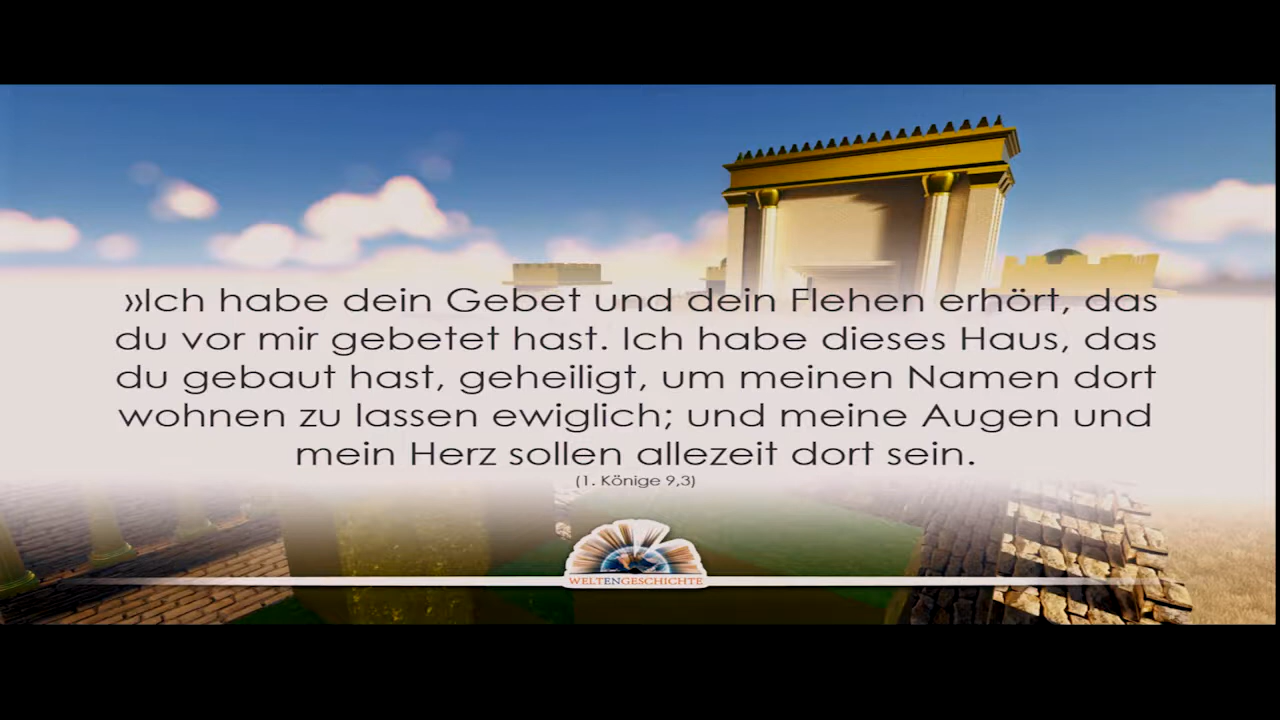 »Ich habe dein Gebet und dein Flehen erhört, das
du vor mir gebetet hast. Ich habe dieses Haus, das
du gebaut hast, geheiligt, um meinen Namen dort
wohnen zu lassen ewiglich; und meine Augen und
mein Herz sollen allezeit dort sein.
(1. Könige 9,3)
WELTENGESCHICHTE